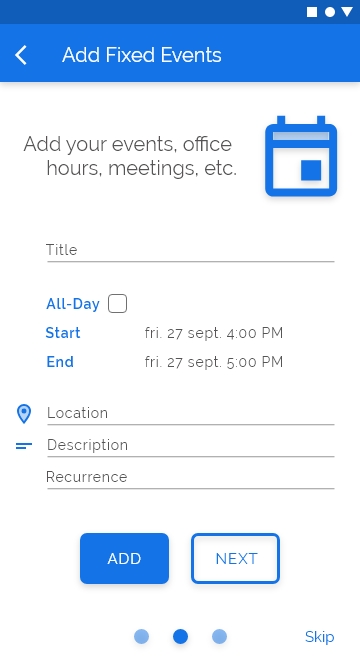 Add Fixed Events
Add your events, office
hours, meetings, etc.
Title
All-Day
Start fri. 27 sept. 4:00 PM
End fri. 27 sept. 5:00 PM
Location
Description
Recurrence
ADD NEXT
Skip